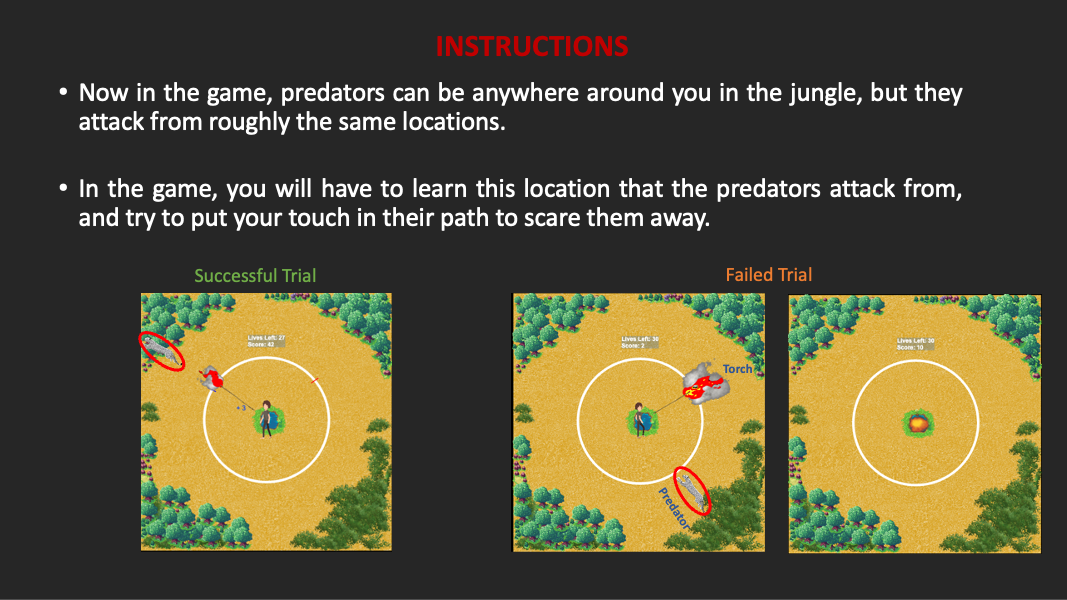 INSTRUCTIONS
• Now in the game, predators can be anywhere around you in the jungle, but they
attack from roughly the same locations.
• In the game, you will have to learn this location that the predators attack from,
and try to put your touch in their path to scare them away.
Successful Trial
Failed Trial
Lives Left: 27
Score: 42
+3
Lives Left: 30
Score: 2
Torch
Predator
Lives Left: 30
Score: 10